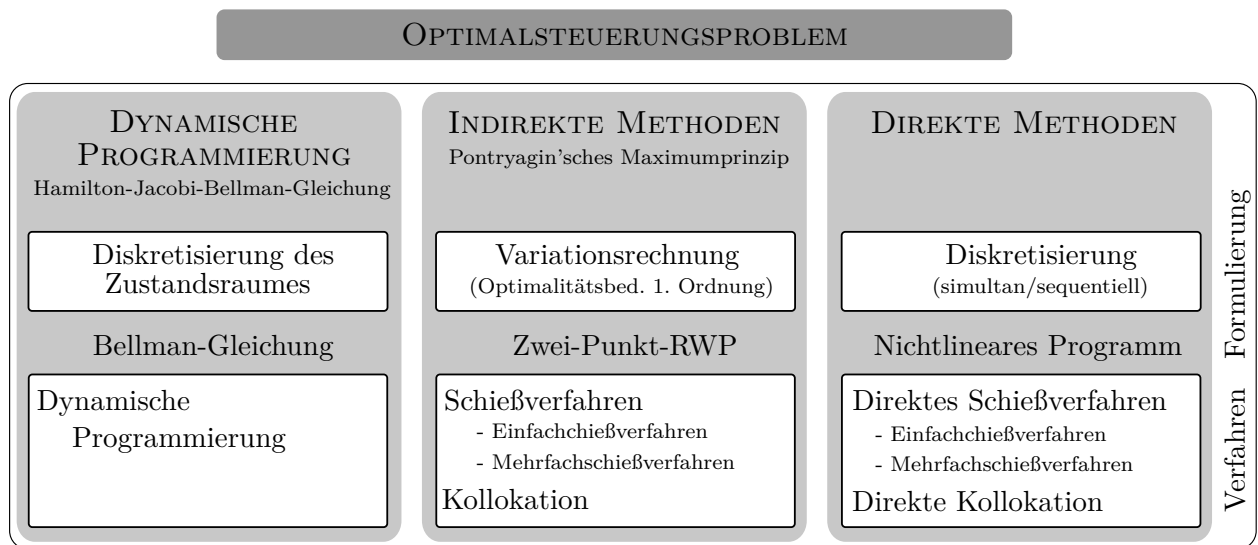 OPTIMALSTEUERUNGSPROBLEM
DYNAMISCHE
PROGRAMMIERUNG
Hamilton-Jacobi-Bellman-Gleichung
Diskretisierung des
Zustandsraumes
Bellman-Gleichung
Dynamische
Programmierung
INDIREKTE METHODEN
Pontryagin'sches Maximumprinzip
Variationsrechnung
(Optimalitätsbed. 1. Ordnung)
Zwei-Punkt-RWP
Schießverfahren
- Einfachchießverfahren
- Mehrfachschießverfahren
Kollokation
DIREKTE METHODEN
Diskretisierung
(simultan/sequentiell)
Nichtlineares Programm
Direktes Schießverfahren
- Einfachchießverfahren
- Mehrfachschießverfahren
Direkte Kollokation
Formulierung
Verfahren